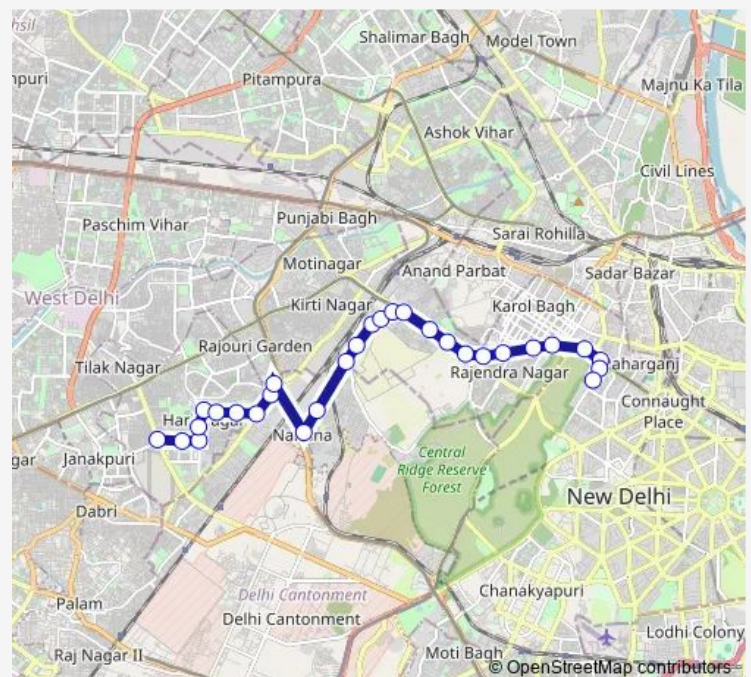 Shalimar Bagh
Model Town
Pitampura
Majnu Ka Tila
Ashok Vihar
Civil Lines
Paschim Vihar
Punjabi Bagh
Sarai Rohilla
Motinagar
Anand Parbat
Sadar Bazar
West Delhi
Kirti Nagar
Karol Bagh
Rajouri Garden
Tilak Nagar
Rajendra Nagar
aharganj
Connaught
Place
Janakpuri
Central
Ridge Reserve
Forest
New Delhi
Dabri
Chanakyapuri
Delhi Cantonment
Palam
Delhi Cantonment
Lodhi Colony
Raj Nagar II
Moti Bagh
© OpenStreetMap contributors